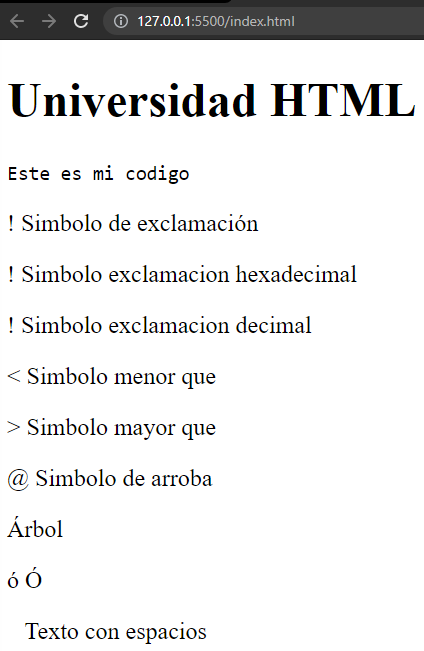 127.0.0.1:5500/index.html
Universidad HTML
Este es mi codigo
! Simbolo de exclamación
! Simbolo exclamacion hexadecimal
! Simbolo exclamacion decimal
< Simbolo menor que
> Simbolo mayor que
@ Simbolo de arroba
Árbol
ó Ó
Texto con espacios